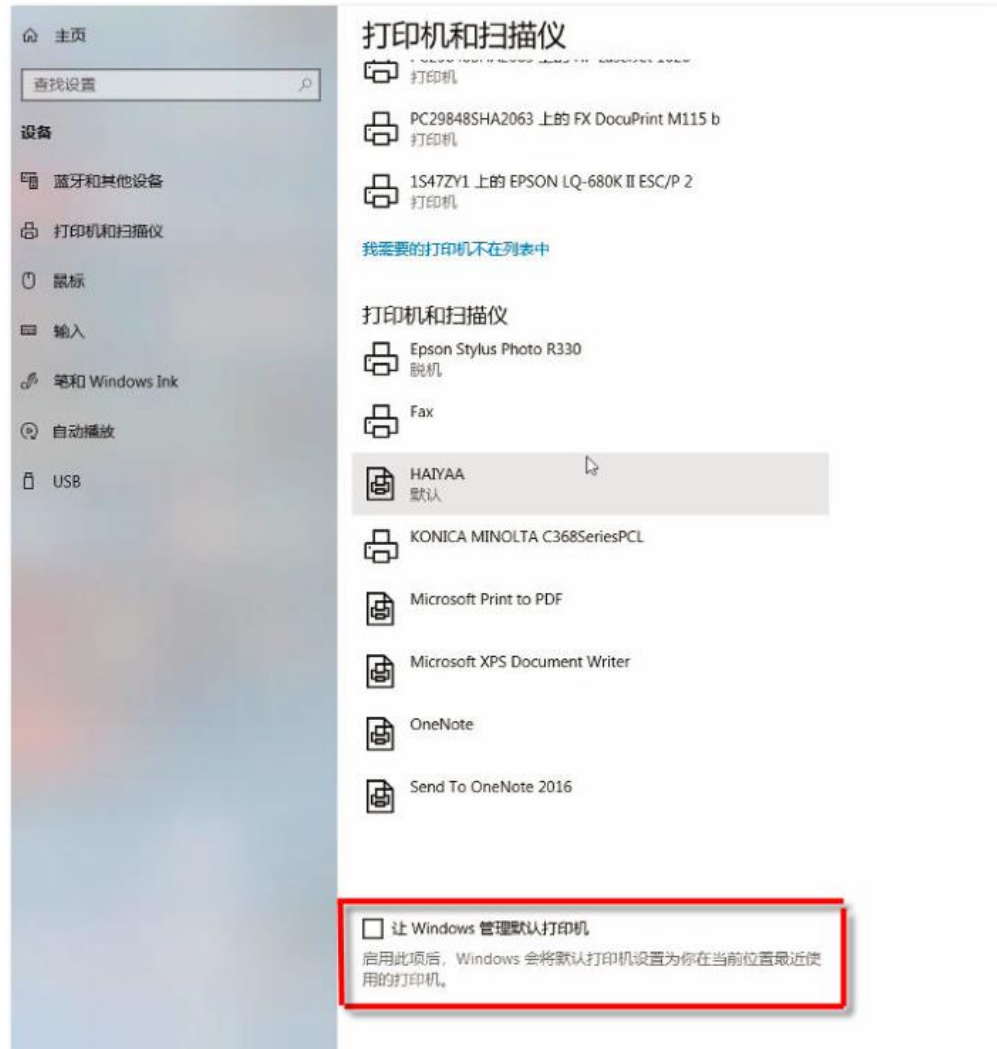 主页
查找设置
设备
蓝牙和其他设备
打印机和扫描仪
鼠标
输入
笔和 Windows Ink
自动播放
USB
打印机和扫描仪
打印机
PC29848SHA2063 上的 FX DocuPrint M115 b
打印机
1S47ZY1 上的 EPSON LQ-680K II ESC/P 2
打印机
我需要的打印机不在列表中
打印机和扫描仪
Epson Stylus Photo R330
脱机
Fax
HAIYAA
默认
KONICA MINOLTA C368SeriesPCL
Microsoft Print to PDF
Microsoft XPS Document Writer
OneNote
Send To OneNote 2016
让 Windows 管理默认打印机
启用此项后，Windows 会将默认打印机设置为你在当前位置最近使
用的打印机。